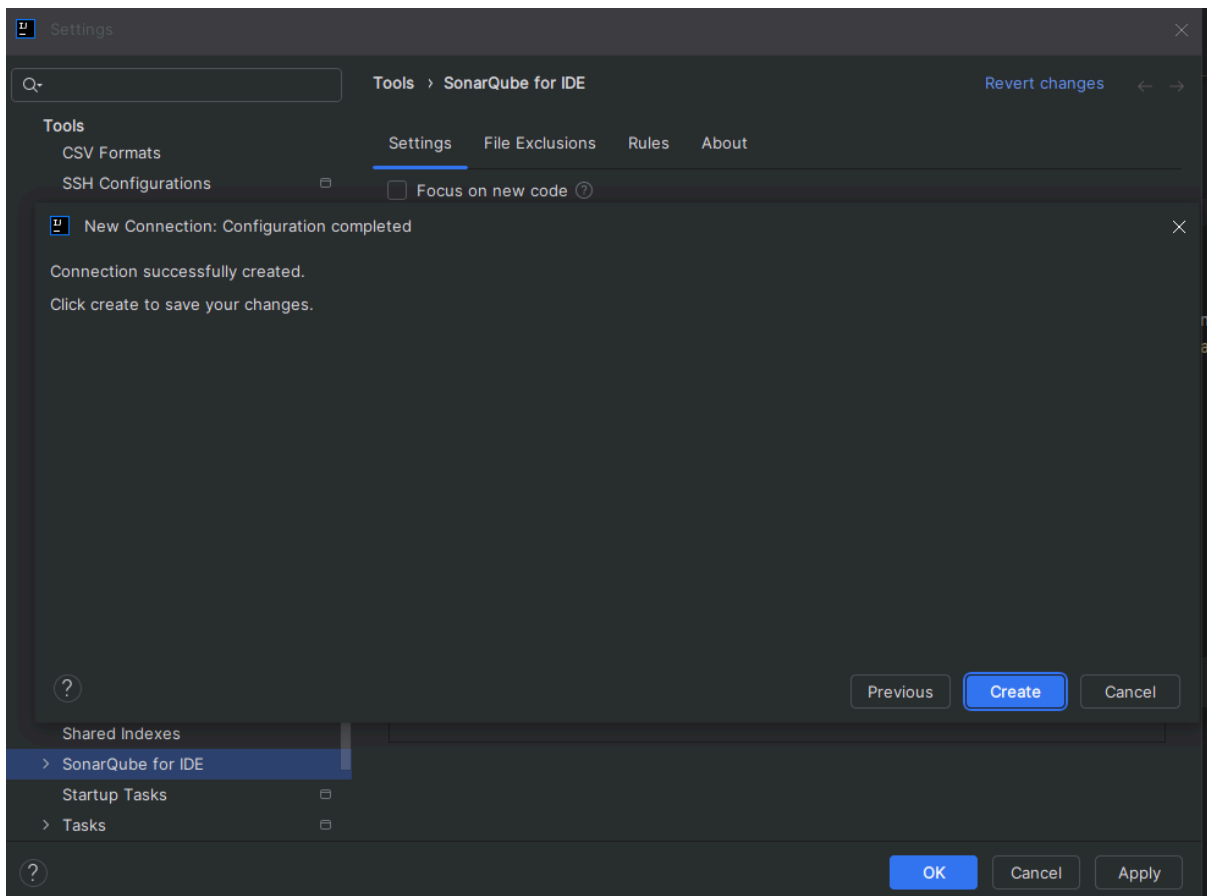 Settings
Tools › SonarQube for IDE
Revert changes
Tools
CSV Formats
SSH Configurations
Settings File Exclusions Rules About
Focus on new code
New Connection: Configuration completed
Connection successfully created.
Click create to save your changes.
?
Previous
Create
Cancel
Shared Indexes
SonarQube for IDE
Startup Tasks
Tasks
?
OK
Cancel
Apply